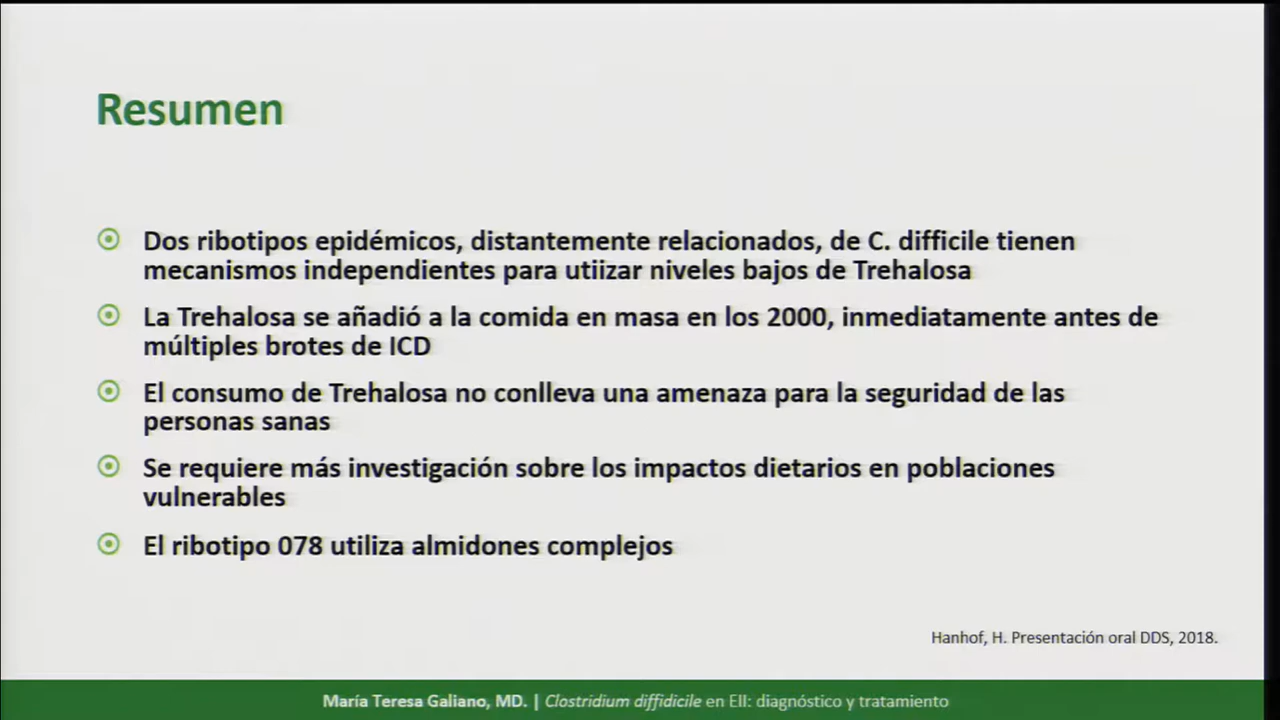 Resumen
Dos ribotipos epidémicos, distantemente relacionados, de C. difficile tienen
mecanismos independientes para utiizar niveles bajos de Trehalosa
La Trehalosa se añadió a la comida en masa en los 2000, inmediatamente antes de
múltiples brotes de ICD
El consumo de Trehalosa no conlleva una amenaza para la seguridad de las
personas sanas
Se requiere más investigación sobre los impactos dietarios en poblaciones
vulnerables
El ribotipo 078 utiliza almidones complejos
Hanhof, H. Presentación oral DDS, 2018.
María Teresa Galiano, MD. | Clostridium diffidicile en EII: diagnóstico y tratamiento